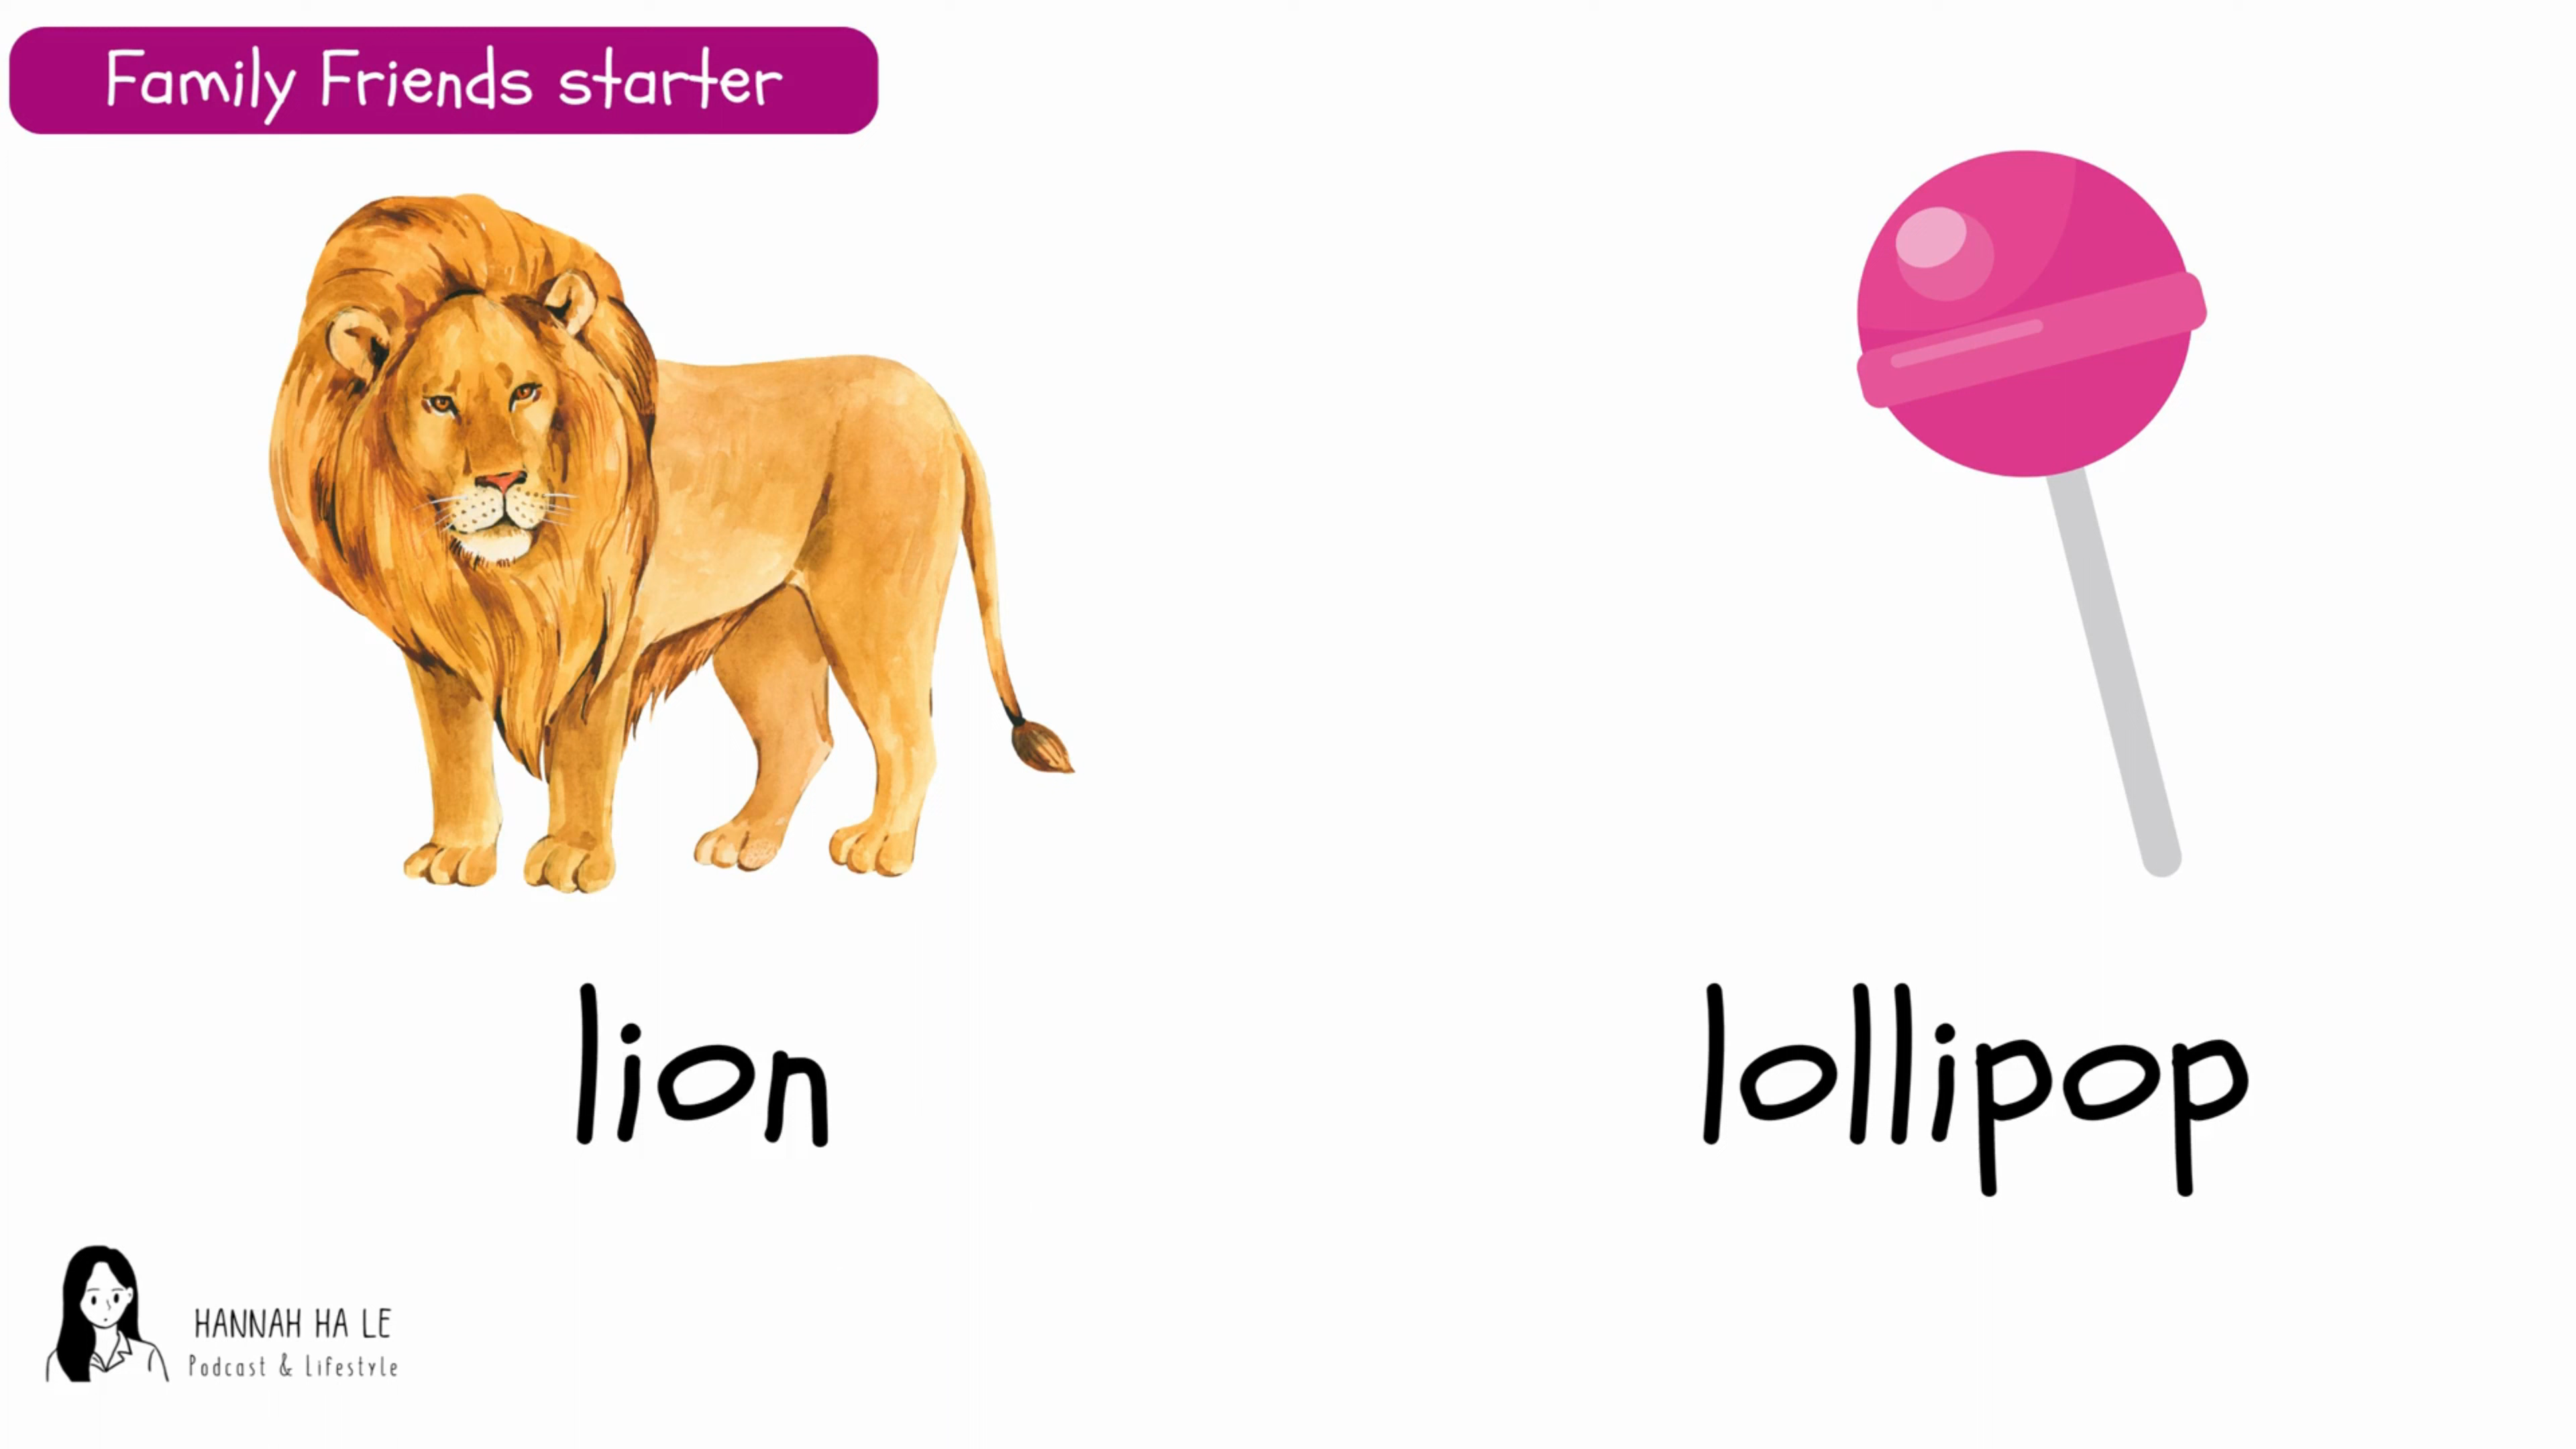 Family Friends starter
lion
lollipop
HANNAH HA LE
Podcast & Lifestyle